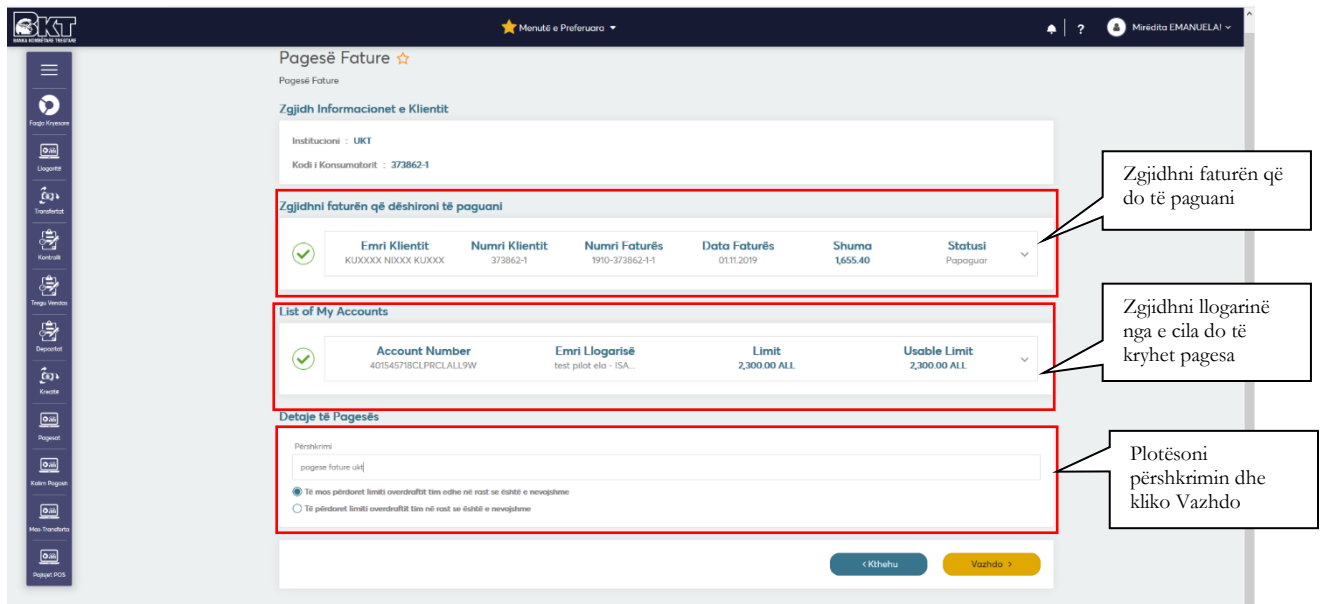 BKT
BANKA KOMBËTARE TREGTARE
Menutë e Preferuara
?
Mirëdita EMANUELA!
Faqja Kryesore
Llogaritë
Transfertat
Kontrolli
Tregu Vendas
Depozitat
Kreditë
Pagesat
Kalim Pagash
Mas-Transferta
Pajisjet POS
Pagesë Fature
Pagesë Fature
Zgjidh Informacionet e Klientit
Institucioni : UKT
Kodi i Konsumatorit : 373862-1
Zgjidhni faturën që dëshironi të paguani
Emri Klientit Numri Klientit Numri Faturës Data Faturës Shuma Statusi
KUXXXX NIXXX KUXXX 373862-1 1910-373862-1-1 01.11.2019 1,655.40 Papaguar
List of My Accounts
Account Number Emri Llogarisë Limit Usable Limit
401545718CLPRCLALL9W test pilot ela - ISA... 2,300.00 ALL 2,300.00 ALL
Detaje të Pagesës
Përshkrimi
pagese fature ukt
Të mos përdoret limiti overdraftit tim edhe në rast se është e nevojshme
Të përdoret limiti overdraftit tim në rast se është e nevojshme
< Kthehu
Vazhdo >
Zgjidhni faturën që
do të paguani
Zgjidhni llogarinë
nga e cila do të
kryhet pagesa
Plotësoni
përshkrimin dhe
kliko Vazhdo